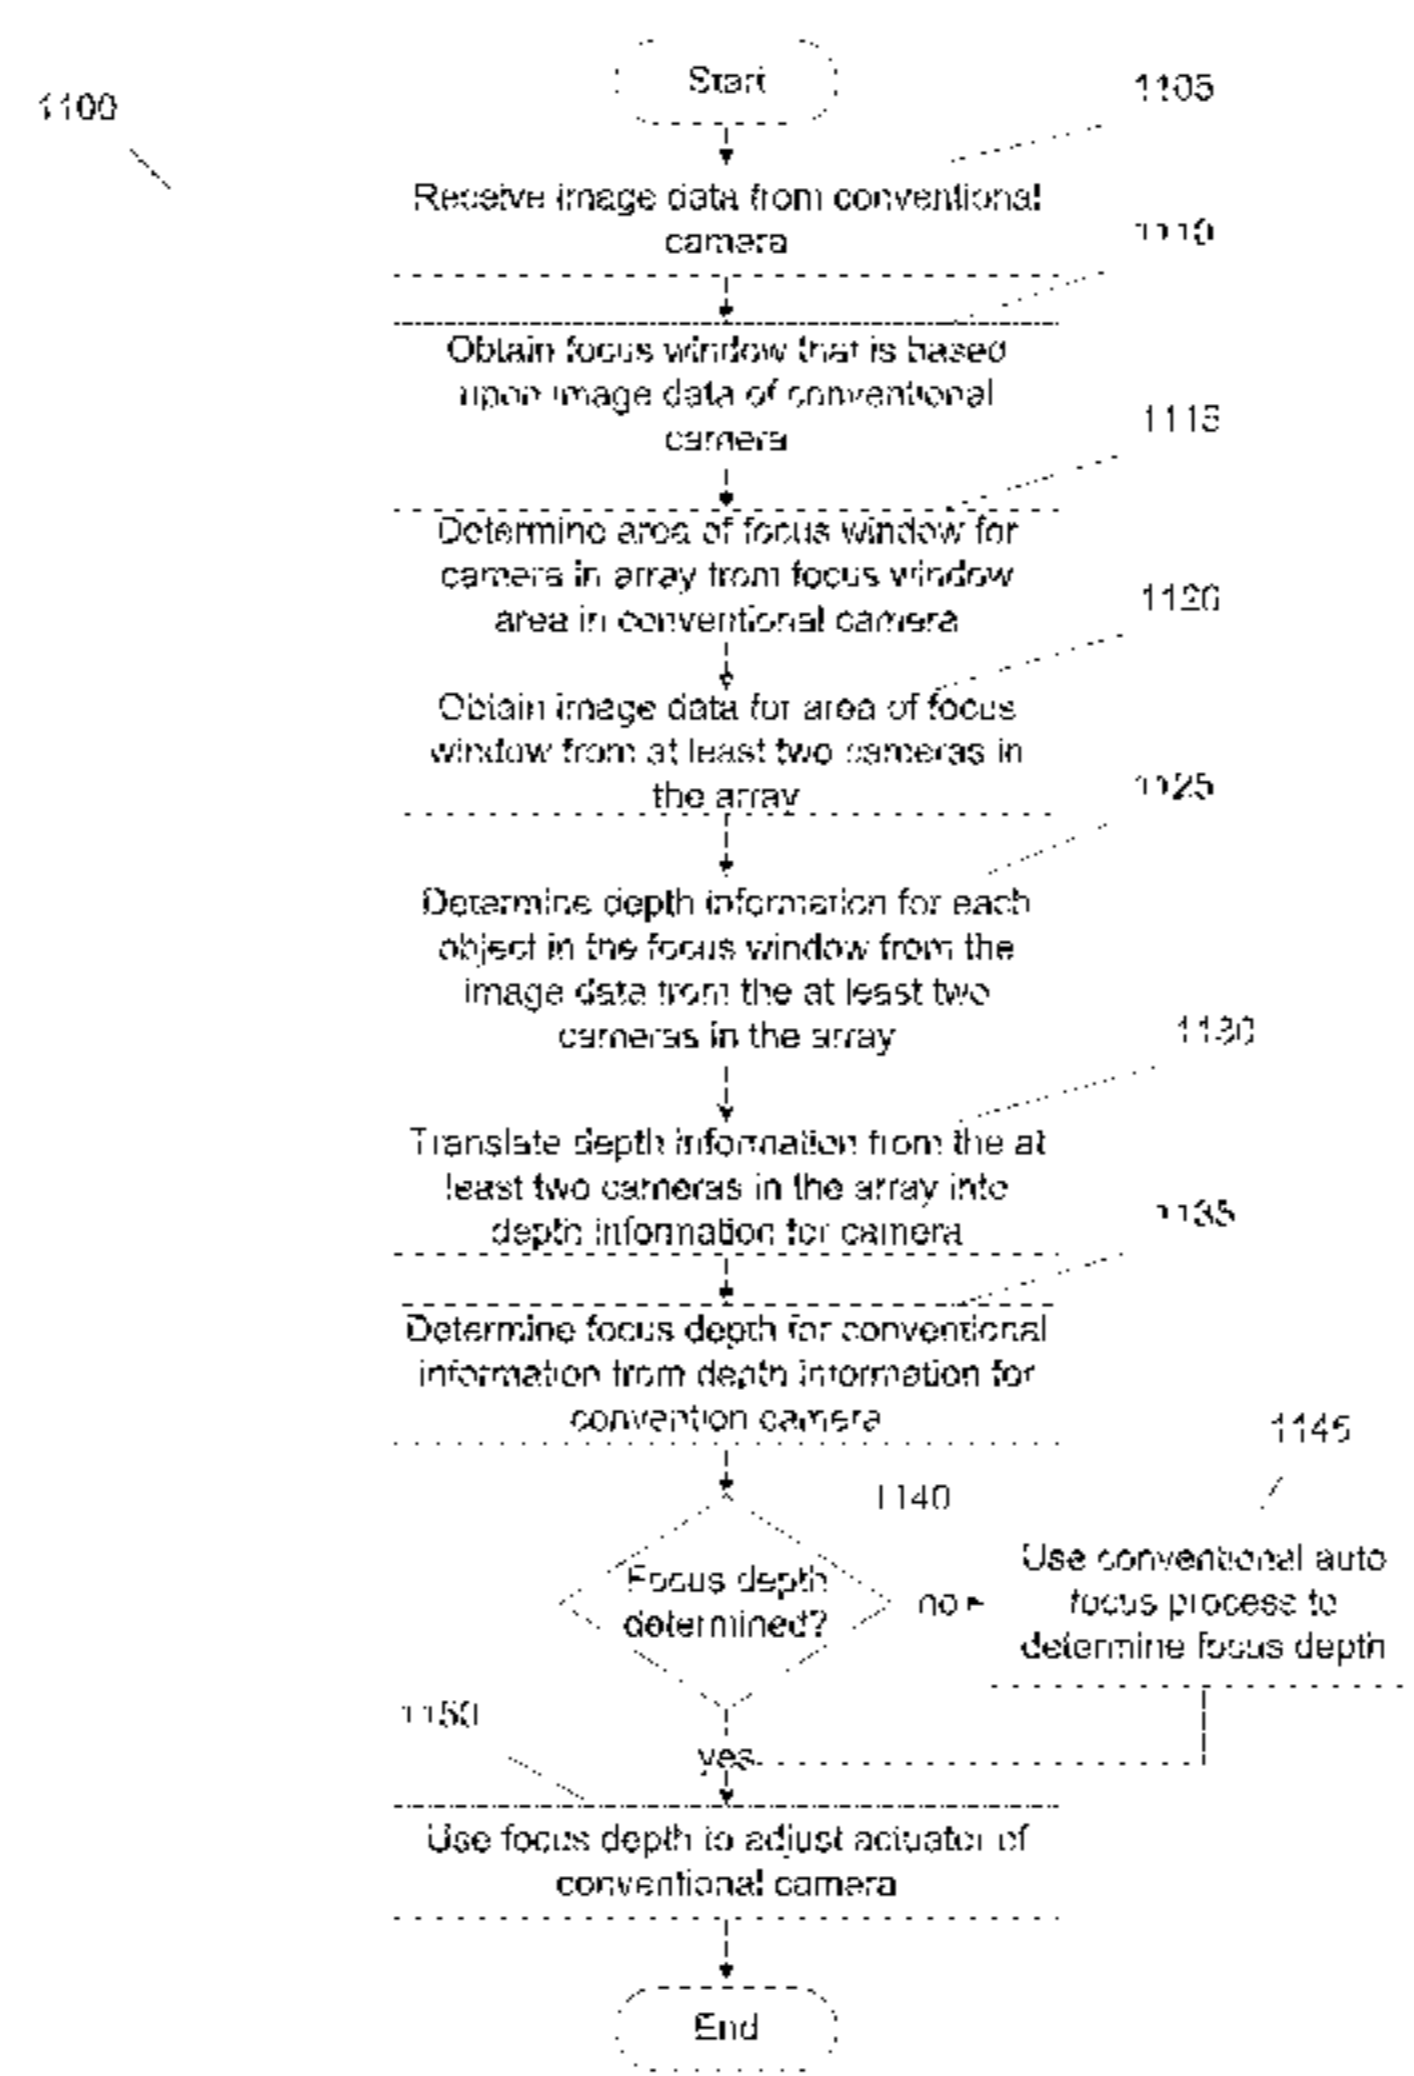 Start
1100
1105
Receive image data from conventional
camera
1110
Obtain focus window that is based
upon image data of conventional
camera
1115
Determine area of focus window for
camera in array from focus window
area in conventional camera
1120
Obtain image data for area of focus
window from at least two cameras in
the array
1125
Determine depth information for each
object in the focus window from the
image data from the at least two
cameras in the array
1130
Translate depth information from the at
least two cameras in the array into
depth information for camera
1135
Determine focus depth for conventional
information from depth information for
convention camera
1140
Focus depth
determined?
no
1145
Use conventional auto
focus process to
determine focus depth
yes
1150
Use focus depth to adjust actuator of
conventional camera
End